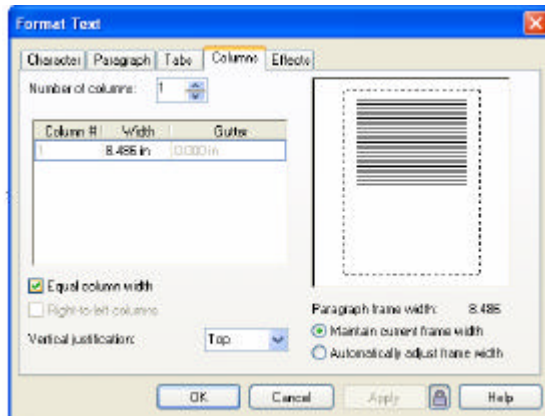 Format Text
Character Paragraph Tabs Columns Effects
Number of columns: 1
Column # Width Gutter
1 8.486 in 0.000 in
Equal column width
Right-to-left columns
Vertical justification: Top
Paragraph frame width: 8.486
Maintain current frame width
Automatically adjust frame width
OK Cancel Apply Help